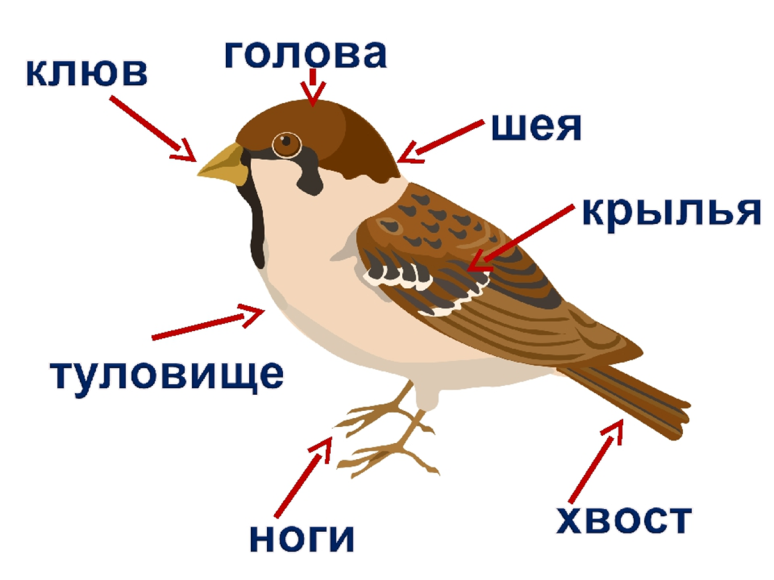 голова
клюв
шея
крылья
туловище
хвост
ноги